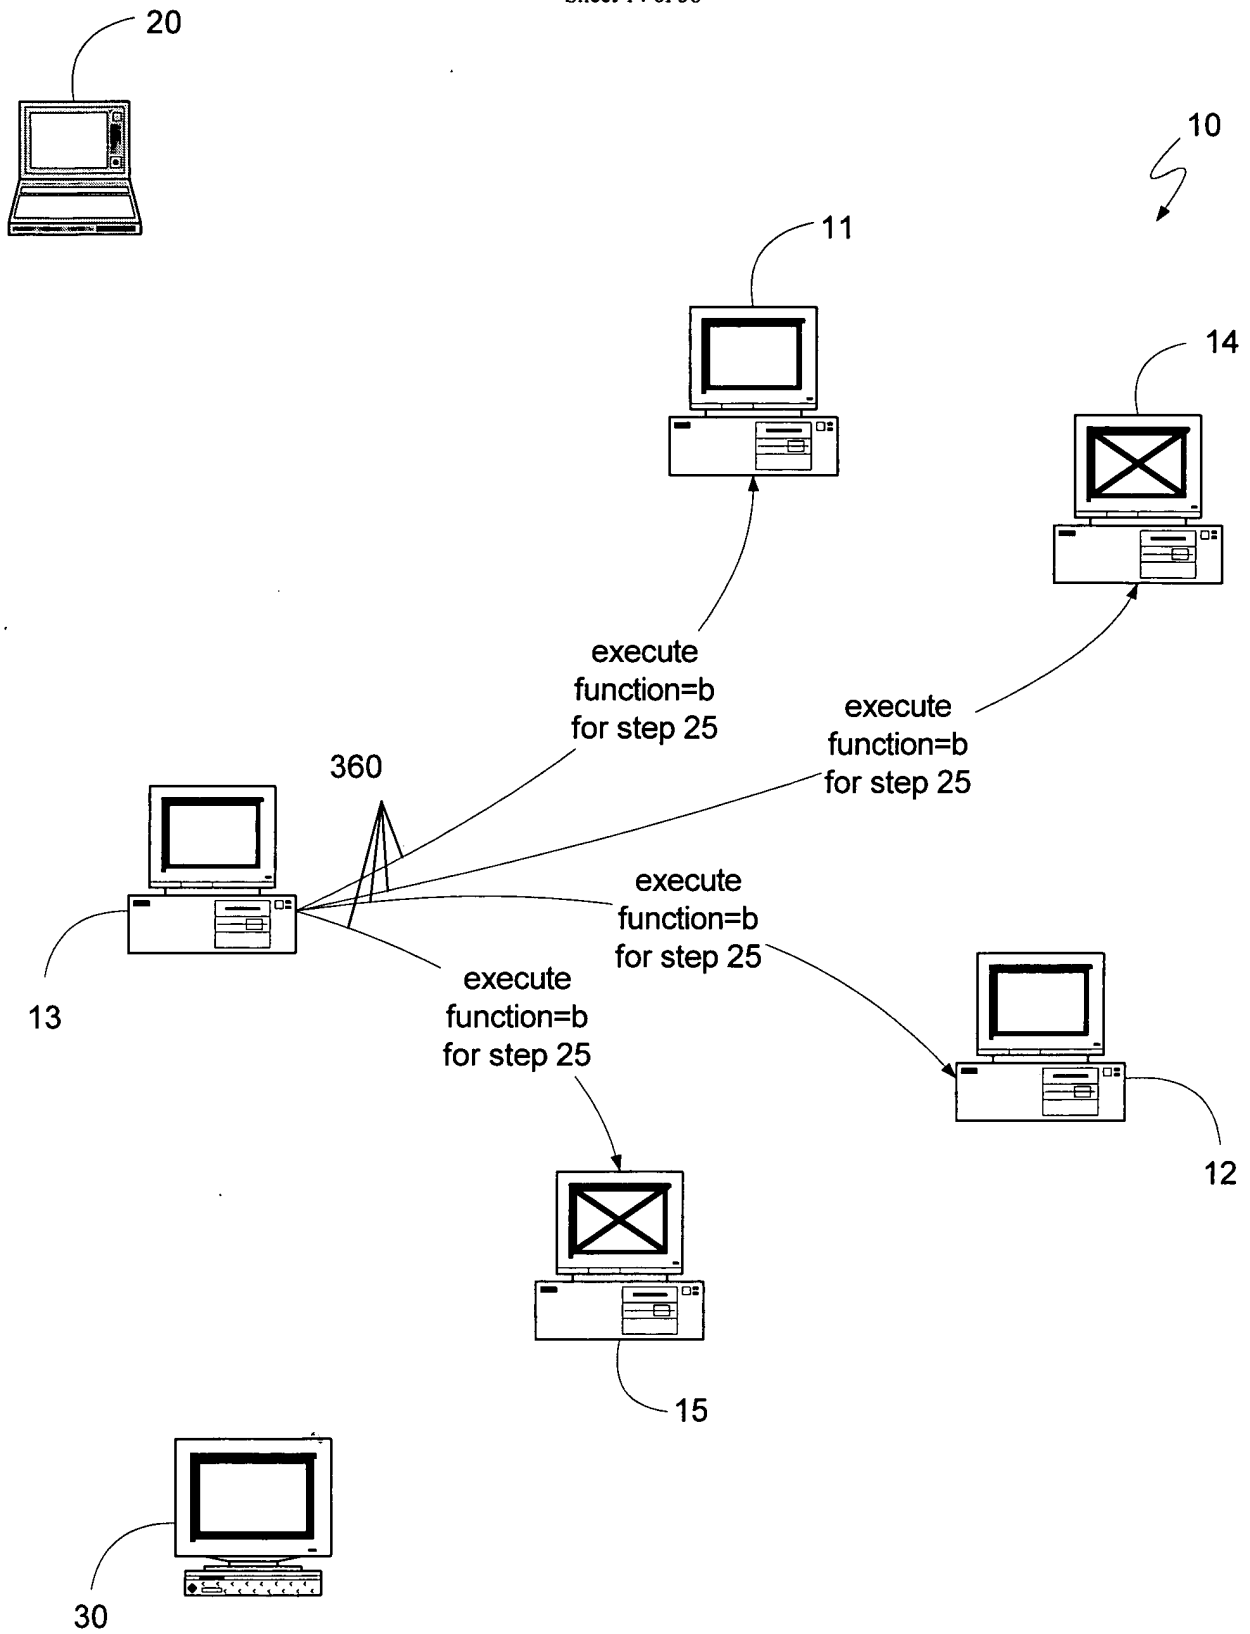 20
10
11
14
execute
function=b
for step 25
execute
function=b
for step 25
360
execute
function=b
for step 25
execute
function=b
for step 25
13
12
15
30